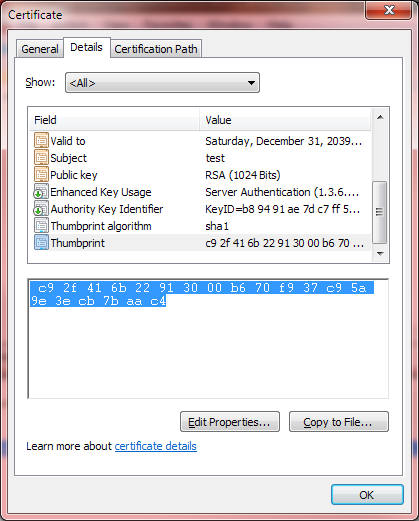 Certificate
General Details Certification Path
Show: <All>
Field Value
Valid to Saturday, December 31, 2039...
Subject test
Public key RSA (1024 Bits)
Enhanced Key Usage Server Authentication (1.3.6....
Authority Key Identifier KeyID=b8 94 91 ae 7d c7 ff 5...
Thumbprint algorithm sha1
Thumbprint c9 2f 41 6b 22 91 30 00 b6 70 ...
c9 2f 41 6b 22 91 30 00 b6 70 f9 37 c9 5a
9e 3e cb 7b aa c4
Edit Properties... Copy to File...
Learn more about certificate details
OK